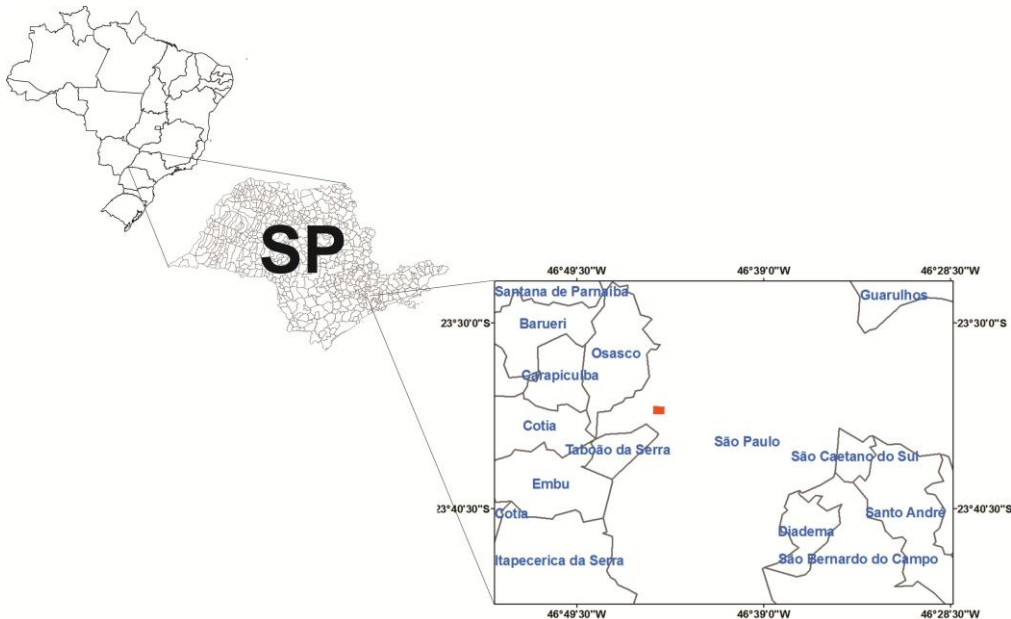 SP
46°49'30"W
46°39'0"W
46°28'30"W
Santana de Parnaíba
Guarulhos
23°30'0"S
Barueri
23°30'0"S
Osasco
Carapicuíba
Cotia
São Paulo
Taboão da Serra
São Caetano do Sul
Embu
23°40'30"S
Cotia
Santo André
23°40'30"S
Diadema
Itapecerica da Serra
São Bernardo do Campo
46°49'30"W
46°39'0"W
46°28'30"W